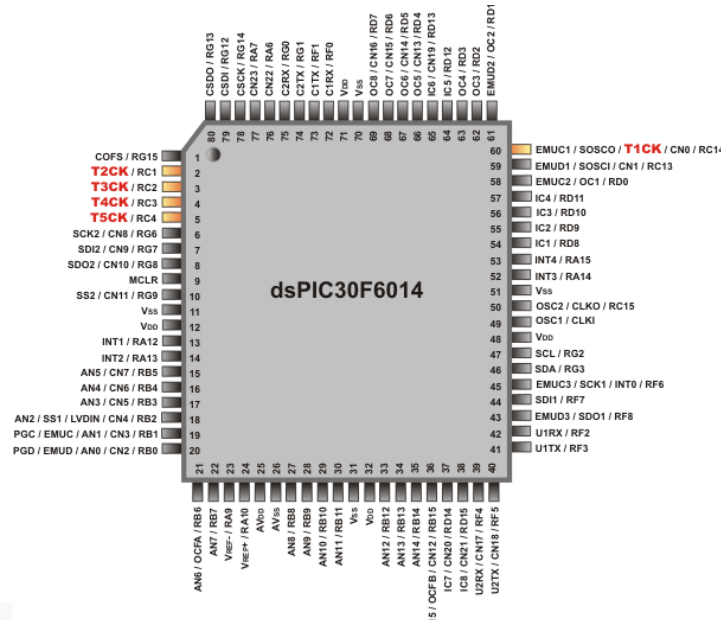 CSDO / RG13
CSDI / RG12
CSCK / RG14
CN23 / RA7
CN22 / RA6
C2RX / RG0
C2TX / RG1
C1TX / RF1
C1RX / RF0
VDD
VSS
OC8 / CN16 / RD7
OC7 / CN15 / RD6
OC6 / CN14 / RD5
OC5 / CN13 / RD4
IC6 / CN19 / RD13
IC5 / RD12
OC4 / RD3
OC3 / RD2
EMUD2 / OC2 / RD1
80 79 78 77 76 75 74 73 72 71 70 69 68 67 66 65 64 63 62 61
COFS / RG15 1
T2CK / RC1 2
T3CK / RC2 3
T4CK / RC3 4
T5CK / RC4 5
SCK2 / CN8 / RG6 6
SDI2 / CN9 / RG7 7
SDO2 / CN10 / RG8 8
MCLR 9
SS2 / CN11 / RG9 10
VSS 11
VDD 12
INT1 / RA12 13
INT2 / RA13 14
AN5 / CN7 / RB5 15
AN4 / CN6 / RB4 16
AN3 / CN5 / RB3 17
AN2 / SS1 / LVDIN / CN4 / RB2 18
PGC / EMUC / AN1 / CN3 / RB1 19
PGD / EMUD / AN0 / CN2 / RB0 20
dsPIC30F6014
60 EMUC1 / SOSCO / T1CK / CN0 / RC14
59 EMUD1 / SOSCI / CN1 / RC13
58 EMUC2 / OC1 / RD0
57 IC4 / RD11
56 IC3 / RD10
55 IC2 / RD9
54 IC1 / RD8
53 INT4 / RA15
52 INT3 / RA14
51 VSS
50 OSC2 / CLKO / RC15
49 OSC1 / CLKI
48 VDD
47 SCL / RG2
46 SDA / RG3
45 EMUC3 / SCK1 / INT0 / RF6
44 SDI1 / RF7
43 EMUD3 / SDO1 / RF8
42 U1RX / RF2
41 U1TX / RF3
21 22 23 24 25 26 27 28 29 30 31 32 33 34 35 36 37 38 39 40
AN6 / OCFA / RB6
AN7 / RB7
VREF- / RA9
VREF+ / RA10
AVDD
AVSS
AN8 / RB8
AN9 / RB9
AN10 / RB10
AN11 / RB11
VSS
VDD
AN12 / RB12
AN13 / RB13
AN14 / RB14
5 / OCFB / CN12 / RB15
IC7 / CN20 / RD14
IC8 / CN21 / RD15
U2RX / CN17 / RF4
U2TX / CN18 / RF5